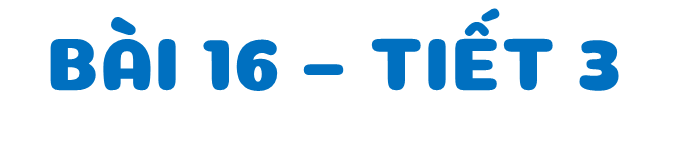 BÀI 16 – TIẾT 3